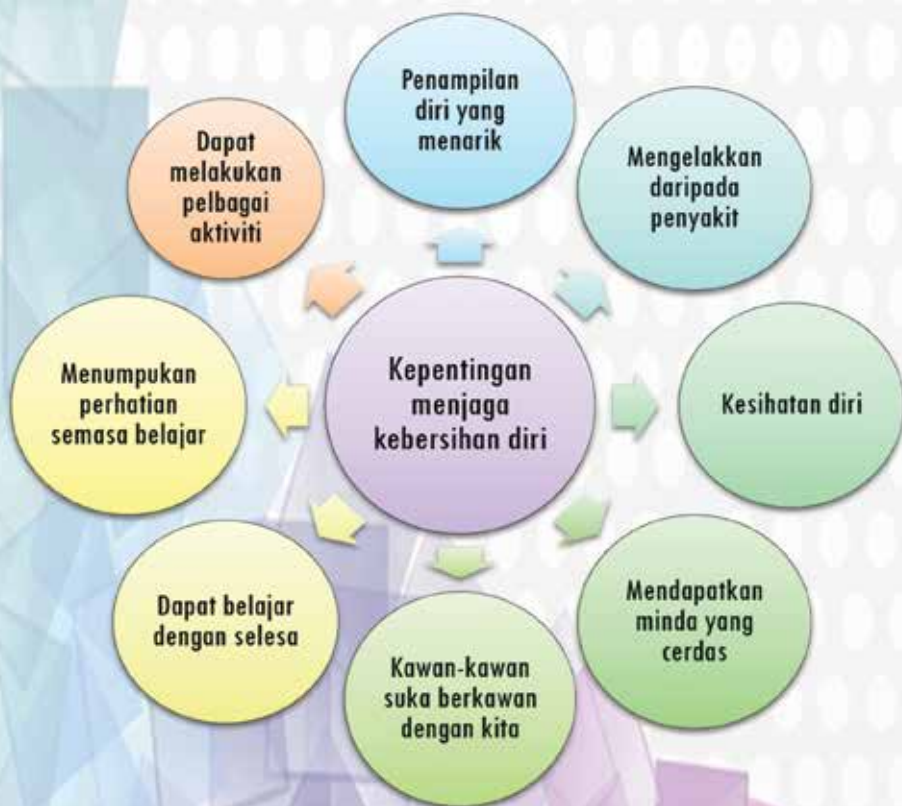 Penampilan
diri yang
menarik
Mengelakkan
daripada
penyakit
Kesihatan diri
Mendapatkan
minda yang
cerdas
Kawan-kawan
suka berkawan
dengan kita
Dapat belajar
dengan selesa
Menumpukan
perhatian
semasa belajar
Dapat
melakukan
pelbagai
aktiviti
Kepentingan
menjaga
kebersihan diri